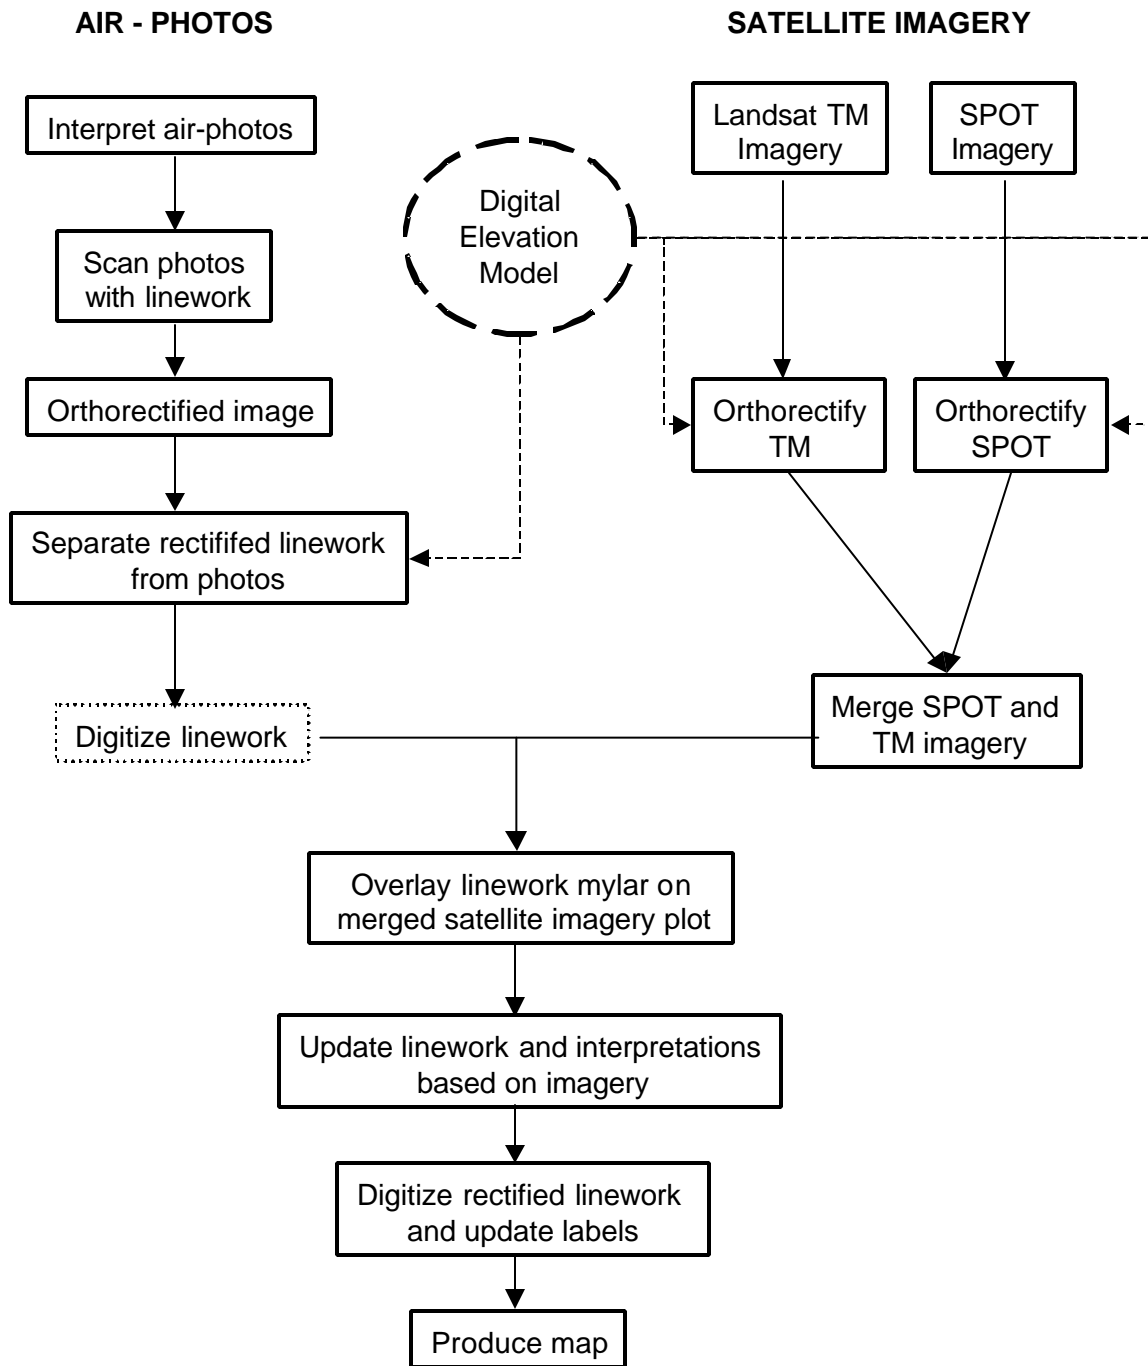 AIR - PHOTOS
SATELLITE IMAGERY
Interpret air-photos
Scan photos
with linework
Orthorectified image
Separate rectififed linework
from photos
Digitize linework
Digital
Elevation
Model
Landsat TM
Imagery
SPOT
Imagery
Orthorectify
TM
Orthorectify
SPOT
Merge SPOT and
TM imagery
Overlay linework mylar on
merged satellite imagery plot
Update linework and interpretations
based on imagery
Digitize rectified linework
and update labels
Produce map